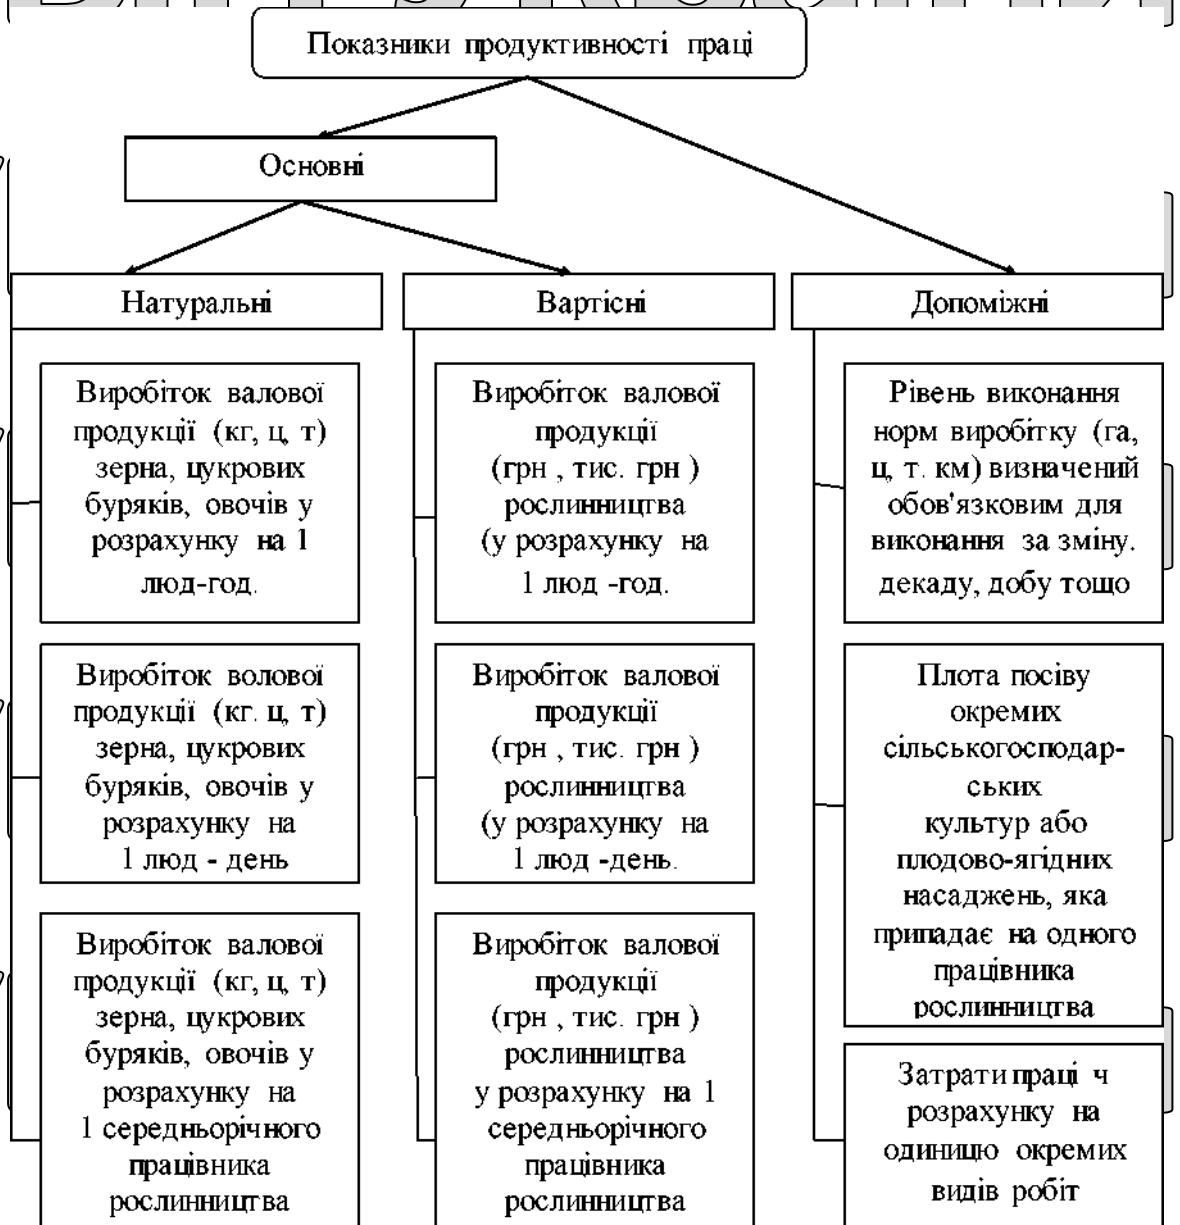 Показники продуктивності праці
Основні
Натуральні
Вартісні
Допоміжні
Виробіток валової
продукції (кг, ц, т)
зерна, цукрових
буряків, овочів у
розрахунку на 1
люд-год.
Виробіток волової
продукції (кг. ц, т)
зерна, цукрових
буряків, овочів у
розрахунку на
1 люд - день
Виробіток валової
продукції (кг, ц, т)
зерна, цукрових
буряків, овочів у
розрахунку на
1 середньорічного
працівника
рослинництва
Виробіток валової
продукції
(грн , тис. грн )
рослинництва
(у розрахунку на
1 люд -год.
Виробіток валової
продукції
(грн , тис. грн )
рослинництва
(у розрахунку на
1 люд -день.
Виробіток валової
продукції
(грн , тис. грн )
рослинництва
у розрахунку на 1
середньорічного
працівника
рослинництва
Рівень виконання
норм виробітку (га,
ц, т. км) визначений
обов'язковим для
виконання за зміну.
декаду, добу тощо
Плота посіву
окремих
сільськогосподар-
ських
культур або
плодово-ягідних
насаджень, яка
припадає на одного
працівника
рослинництва
Затрати праці ч
розрахунку на
одиницю окремих
видів робіт